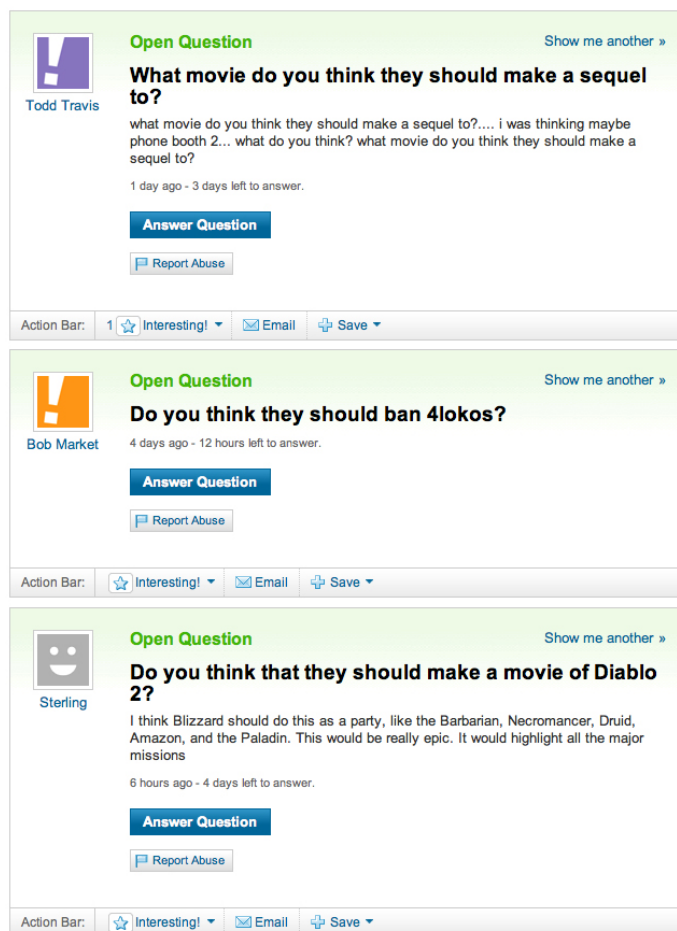 Open Question
Show me another »
What movie do you think they should make a sequel
to?
Todd Travis
what movie do you think they should make a sequel to?.... i was thinking maybe
phone booth 2... what do you think? what movie do you think they should make a
sequel to?
1 day ago - 3 days left to answer.
Answer Question
Report Abuse
Action Bar: 1 Interesting! Email Save
Open Question
Show me another »
Do you think they should ban 4lokos?
Bob Market
4 days ago - 12 hours left to answer.
Answer Question
Report Abuse
Action Bar: Interesting! Email Save
Open Question
Show me another »
Do you think that they should make a movie of Diablo
2?
Sterling
I think Blizzard should do this as a party, like the Barbarian, Necromancer, Druid,
Amazon, and the Paladin. This would be really epic. It would highlight all the major
missions
6 hours ago - 4 days left to answer.
Answer Question
Report Abuse
Action Bar: Interesting! Email Save